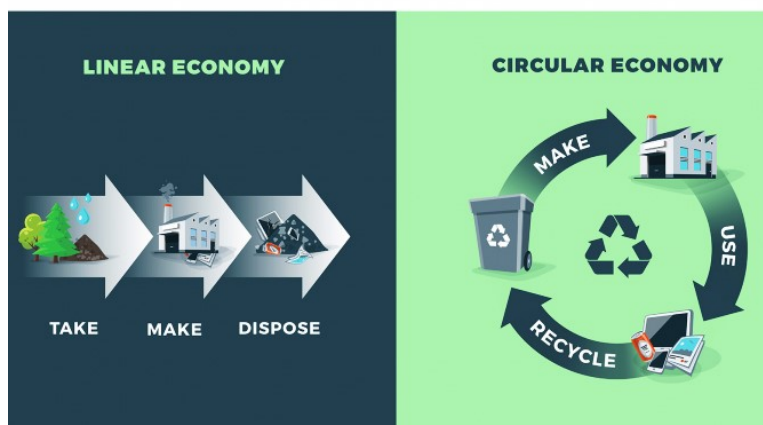 LINEAR ECONOMY
TAKE
MAKE
DISPOSE
CIRCULAR ECONOMY
MAKE
USE
RECYCLE